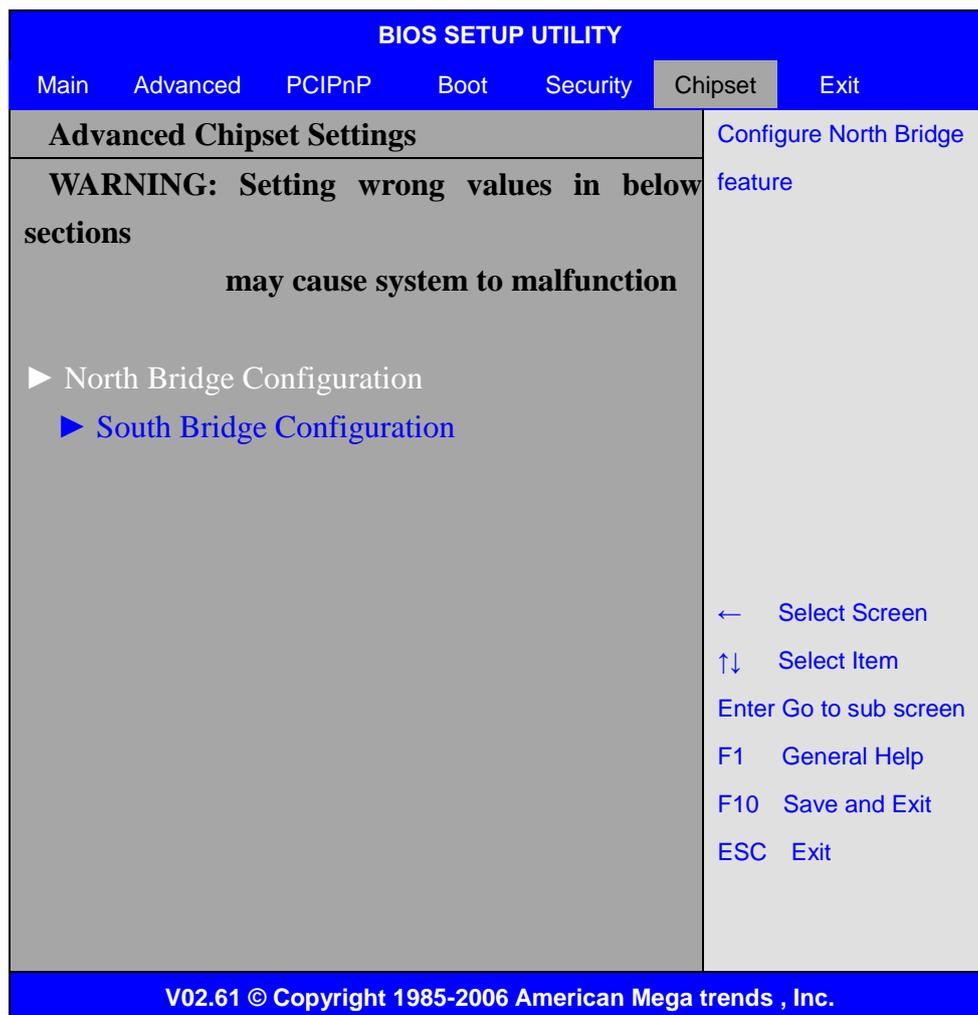 BIOS SETUP UTILITY
Main Advanced PCIPnP Boot Security Chipset Exit
Advanced Chipset Settings
WARNING: Setting wrong values in below
sections
may cause system to malfunction
► North Bridge Configuration
► South Bridge Configuration
Configure North Bridge
feature
← Select Screen
↑↓ Select Item
Enter Go to sub screen
F1 General Help
F10 Save and Exit
ESC Exit
V02.61 © Copyright 1985-2006 American Mega trends , Inc.